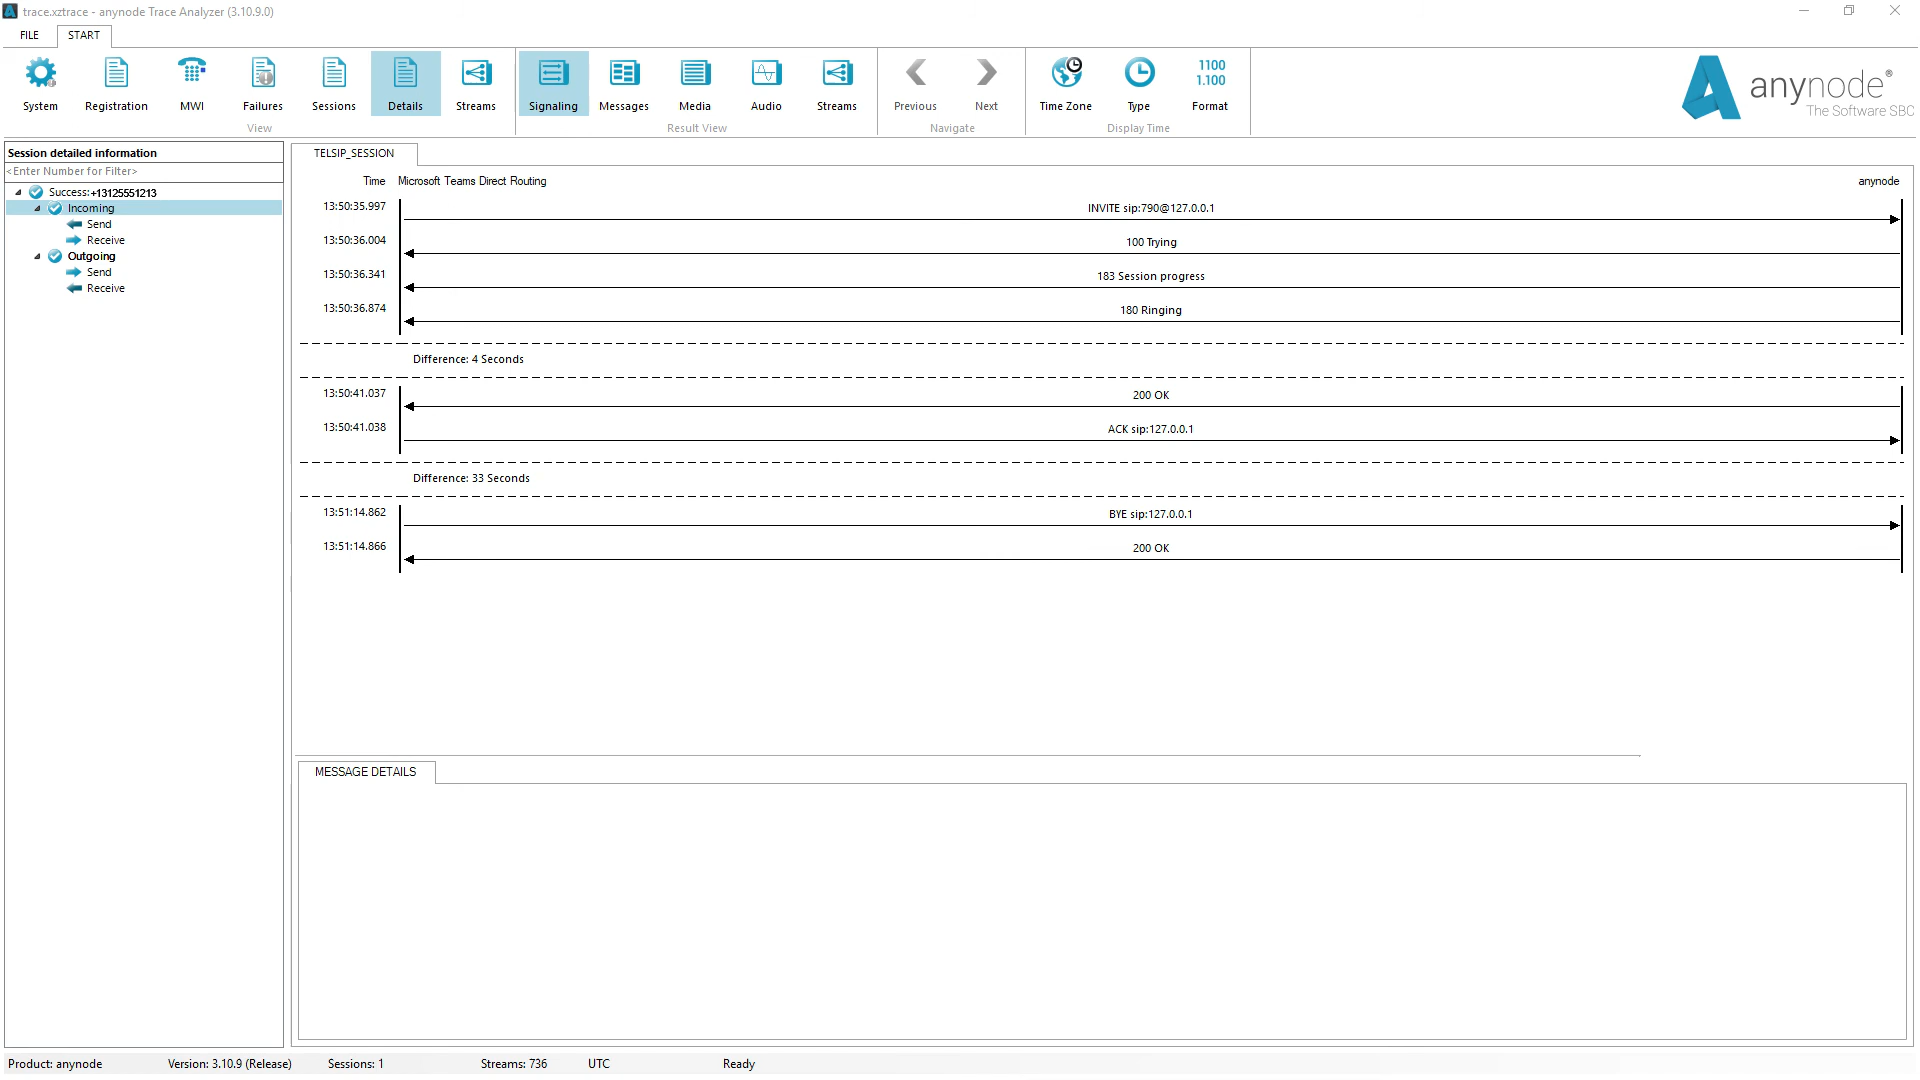 trace.xztrace - anynode Trace Analyzer (3.10.9.0)
FILE START
System Registration MWI Failures Sessions Details Streams Signaling Messages Media Audio Streams Previous Next Time Zone Type Format
1100
1.100
View Result View Navigate Display Time
anynode®
The Software SBC
Session detailed information
<Enter Number for Filter>
Success:+13125551213
Incoming
Send
Receive
Outgoing
Send
Receive
TELSIP_SESSION
Time Microsoft Teams Direct Routing anynode
13:50:35.997 INVITE sip:790@127.0.0.1
13:50:36.004 100 Trying
13:50:36.341 183 Session progress
13:50:36.874 180 Ringing
Difference: 4 Seconds
13:50:41.037 200 OK
13:50:41.038 ACK sip:127.0.0.1
Difference: 33 Seconds
13:51:14.862 BYE sip:127.0.0.1
13:51:14.866 200 OK
MESSAGE DETAILS
Product: anynode Version: 3.10.9 (Release) Sessions: 1 Streams: 736 UTC Ready